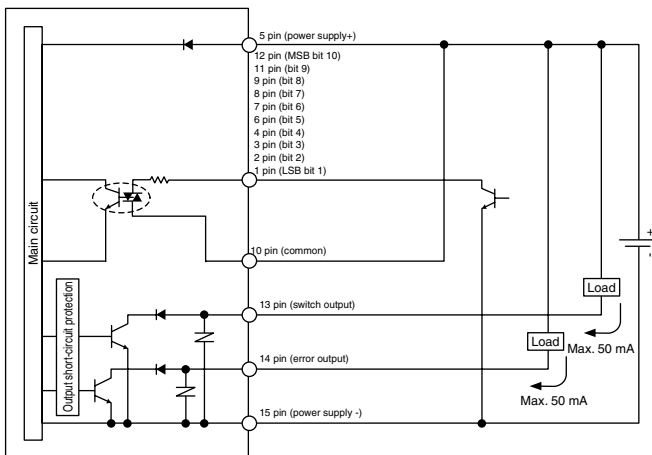 5 pin (power supply+)
12 pin (MSB bit 10)
11 pin (bit 9)
9 pin (bit 8)
8 pin (bit 7)
7 pin (bit 6)
6 pin (bit 5)
4 pin (bit 4)
3 pin (bit 3)
2 pin (bit 2)
1 pin (LSB bit 1)
Main circuit
10 pin (common)
+
-
13 pin (switch output)
Load
Output short-circuit protection
Load
Max. 50 mA
14 pin (error output)
Max. 50 mA
15 pin (power supply -)